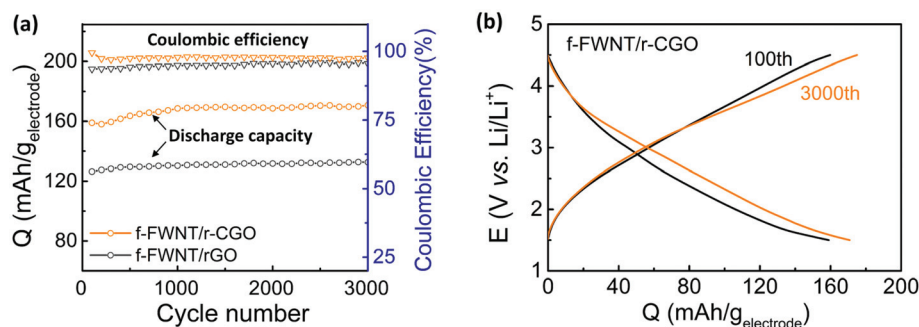 (a)
Coulombic efficiency
Discharge capacity
f-FWNT/r-CGO
f-FWNT/rGO
200
160
120
80
Q (mAh/gelectrode)
100
75
50
25
Coulombic Efficiency(%)
0 1000 2000 3000
Cycle number
(b)
f-FWNT/r-CGO
100th
3000th
5
4
3
2
1
E (V vs. Li/Li+)
0 40 80 120 160 200
Q (mAh/gelectrode)